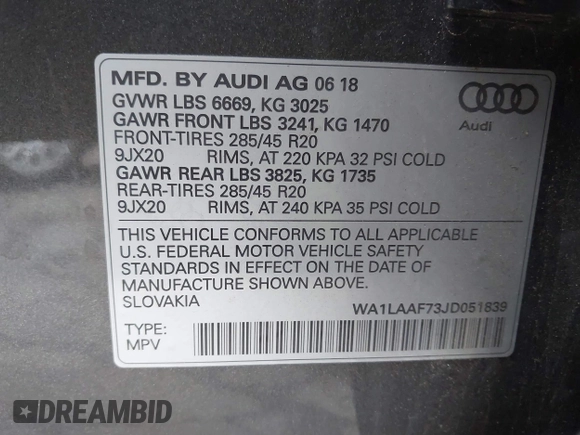 MFD. BY AUDI AG 06 18
GVWR LBS 6669, KG 3025
GAWR FRONT LBS 3241, KG 1470
FRONT-TIRES 285/45 R20
9JX20 RIMS, AT 220 KPA 32 PSI COLD
GAWR REAR LBS 3825, KG 1735
REAR-TIRES 285/45 R20
9JX20 RIMS, AT 240 KPA 35 PSI COLD
Audi
THIS VEHICLE CONFORMS TO ALL APPLICABLE
U.S. FEDERAL MOTOR VEHICLE SAFETY
STANDARDS IN EFFECT ON THE DATE OF
MANUFACTURE SHOWN ABOVE.
SLOVAKIA WA1LAAF73JD051839
TYPE:
MPV
DREAMBID